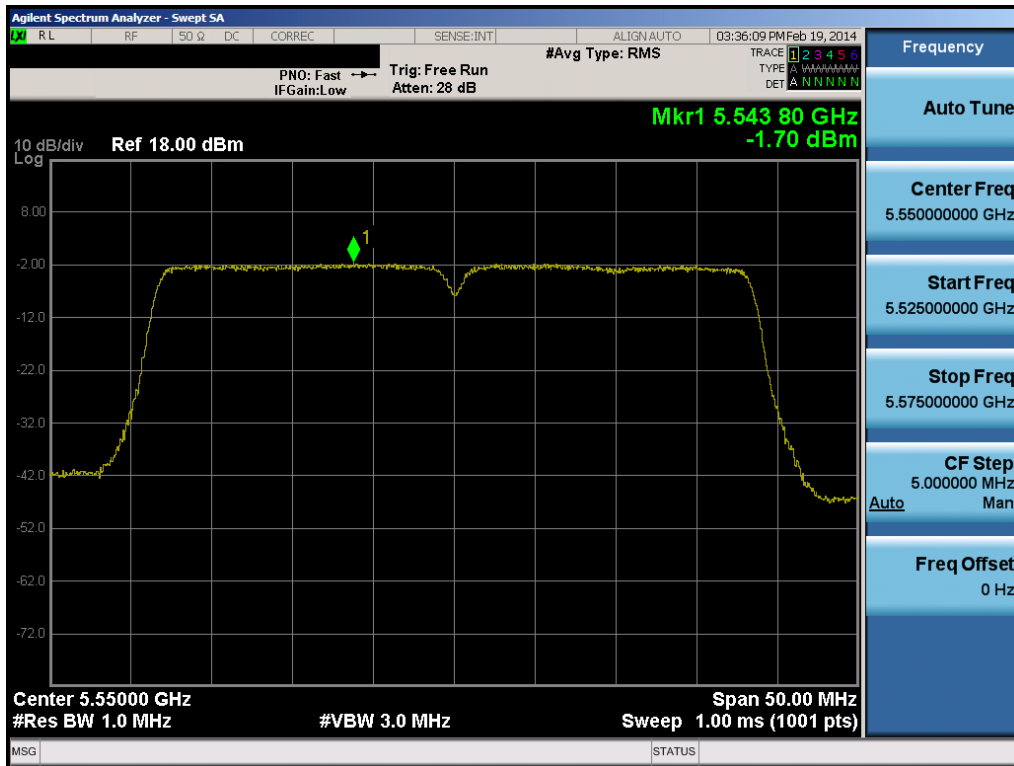 Agilent Spectrum Analyzer - Swept SA
LXI RL RF 50 Ω DC CORREC SENSE:INT ALIGN AUTO 03:36:09 PM Feb 19, 2014
Frequency
#Avg Type: RMS
TRACE 1 2 3 4 5 6
PNO: Fast Trig: Free Run
TYPE A WWWWW
IFGain:Low Atten: 28 dB
DET A N N N N N
Auto Tune
Mkr1 5.543 80 GHz
-1.70 dBm
10 dB/div Ref 18.00 dBm
Log
Center Freq
5.550000000 GHz
8.00
1
-2.00
Start Freq
5.525000000 GHz
-12.0
-22.0
Stop Freq
5.575000000 GHz
-32.0
-42.0
CF Step
5.000000 MHz
Auto Man
-52.0
-62.0
Freq Offset
0 Hz
-72.0
Center 5.55000 GHz Span 50.00 MHz
#Res BW 1.0 MHz #VBW 3.0 MHz Sweep 1.00 ms (1001 pts)
MSG STATUS